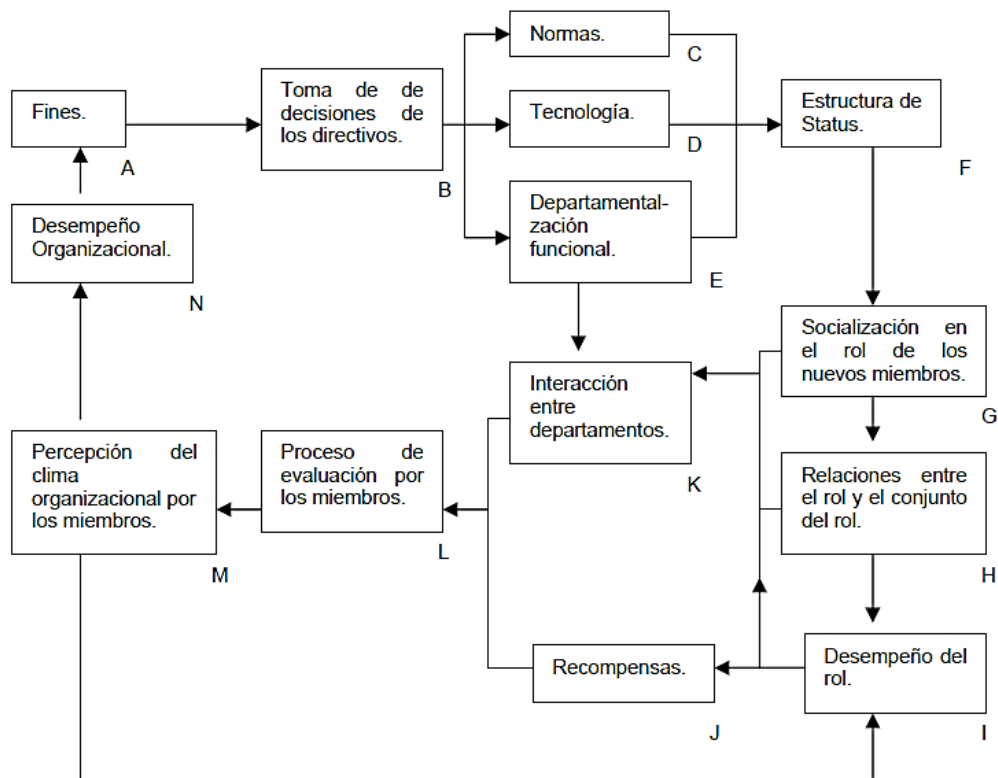 Normas.
C
Fines.
A
Toma de de
decisiones de
los directivos.
B
Tecnología.
D
Estructura de
Status.
F
Desempeño
Organizacional.
N
Departamental-
zación
funcional.
E
Socialización en
el rol de los
nuevos miembros.
G
Interacción
entre
departamentos.
K
Percepción del
clima
organizacional por
los miembros.
M
Proceso de
evaluación por
los miembros.
L
Relaciones entre
el rol y el conjunto
del rol.
H
Recompensas.
J
Desempeño del
rol.
I